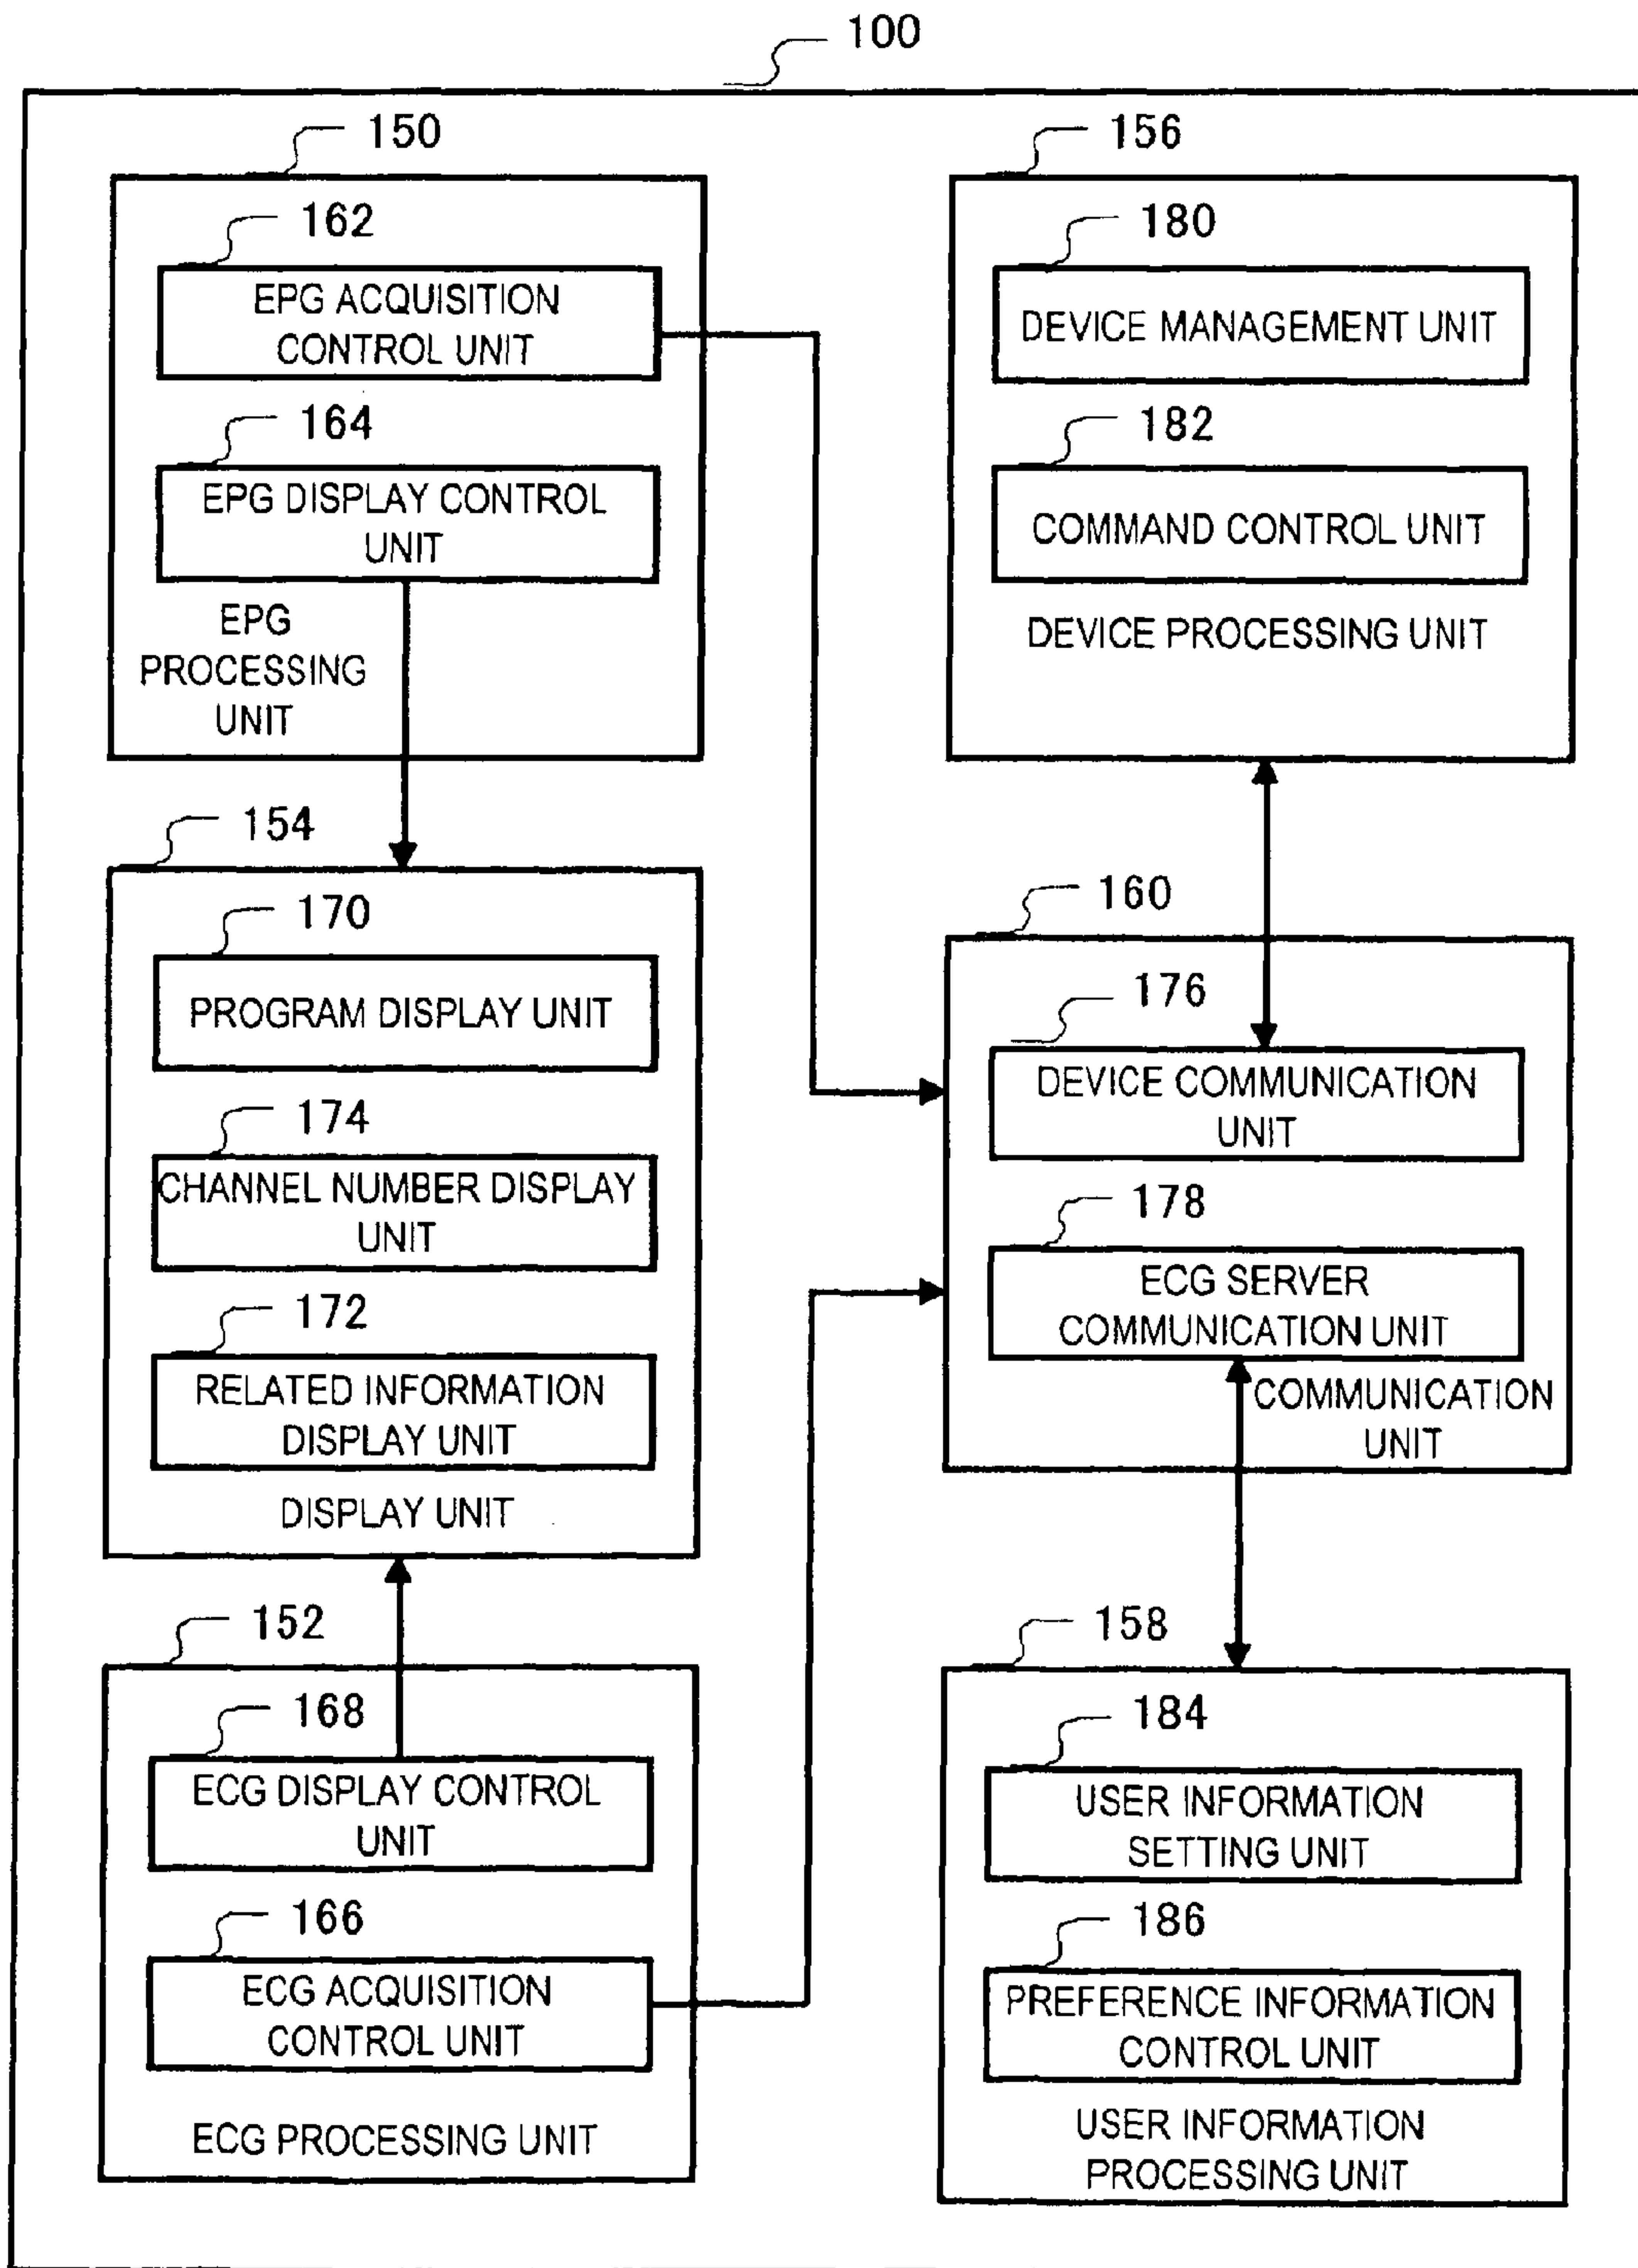 100
150
162
EPG ACQUISITION
CONTROL UNIT
164
EPG DISPLAY CONTROL
UNIT
EPG
PROCESSING
UNIT
156
180
DEVICE MANAGEMENT UNIT
182
COMMAND CONTROL UNIT
DEVICE PROCESSING UNIT
154
170
PROGRAM DISPLAY UNIT
174
CHANNEL NUMBER DISPLAY
UNIT
172
RELATED INFORMATION
DISPLAY UNIT
DISPLAY UNIT
160
176
DEVICE COMMUNICATION
UNIT
178
ECG SERVER
COMMUNICATION UNIT
COMMUNICATION
UNIT
152
168
ECG DISPLAY CONTROL
UNIT
166
ECG ACQUISITION
CONTROL UNIT
ECG PROCESSING UNIT
158
184
USER INFORMATION
SETTING UNIT
186
PREFERENCE INFORMATION
CONTROL UNIT
USER INFORMATION
PROCESSING UNIT